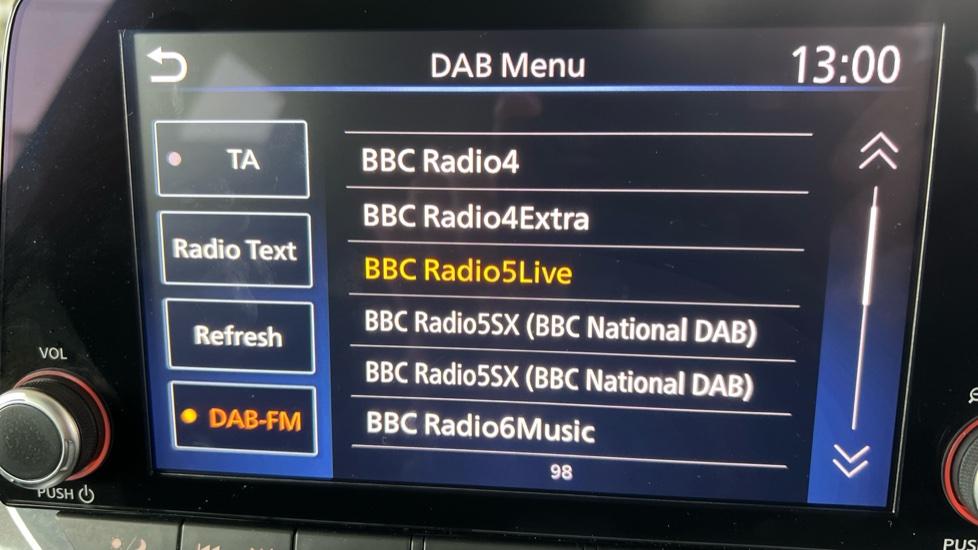 DAB Menu
13:00
TA
Radio Text
Refresh
DAB-FM
BBC Radio4
BBC Radio4Extra
BBC Radio5Live
BBC Radio5SX (BBC National DAB)
BBC Radio5SX (BBC National DAB)
BBC Radio6Music
98
VOL
PUSH